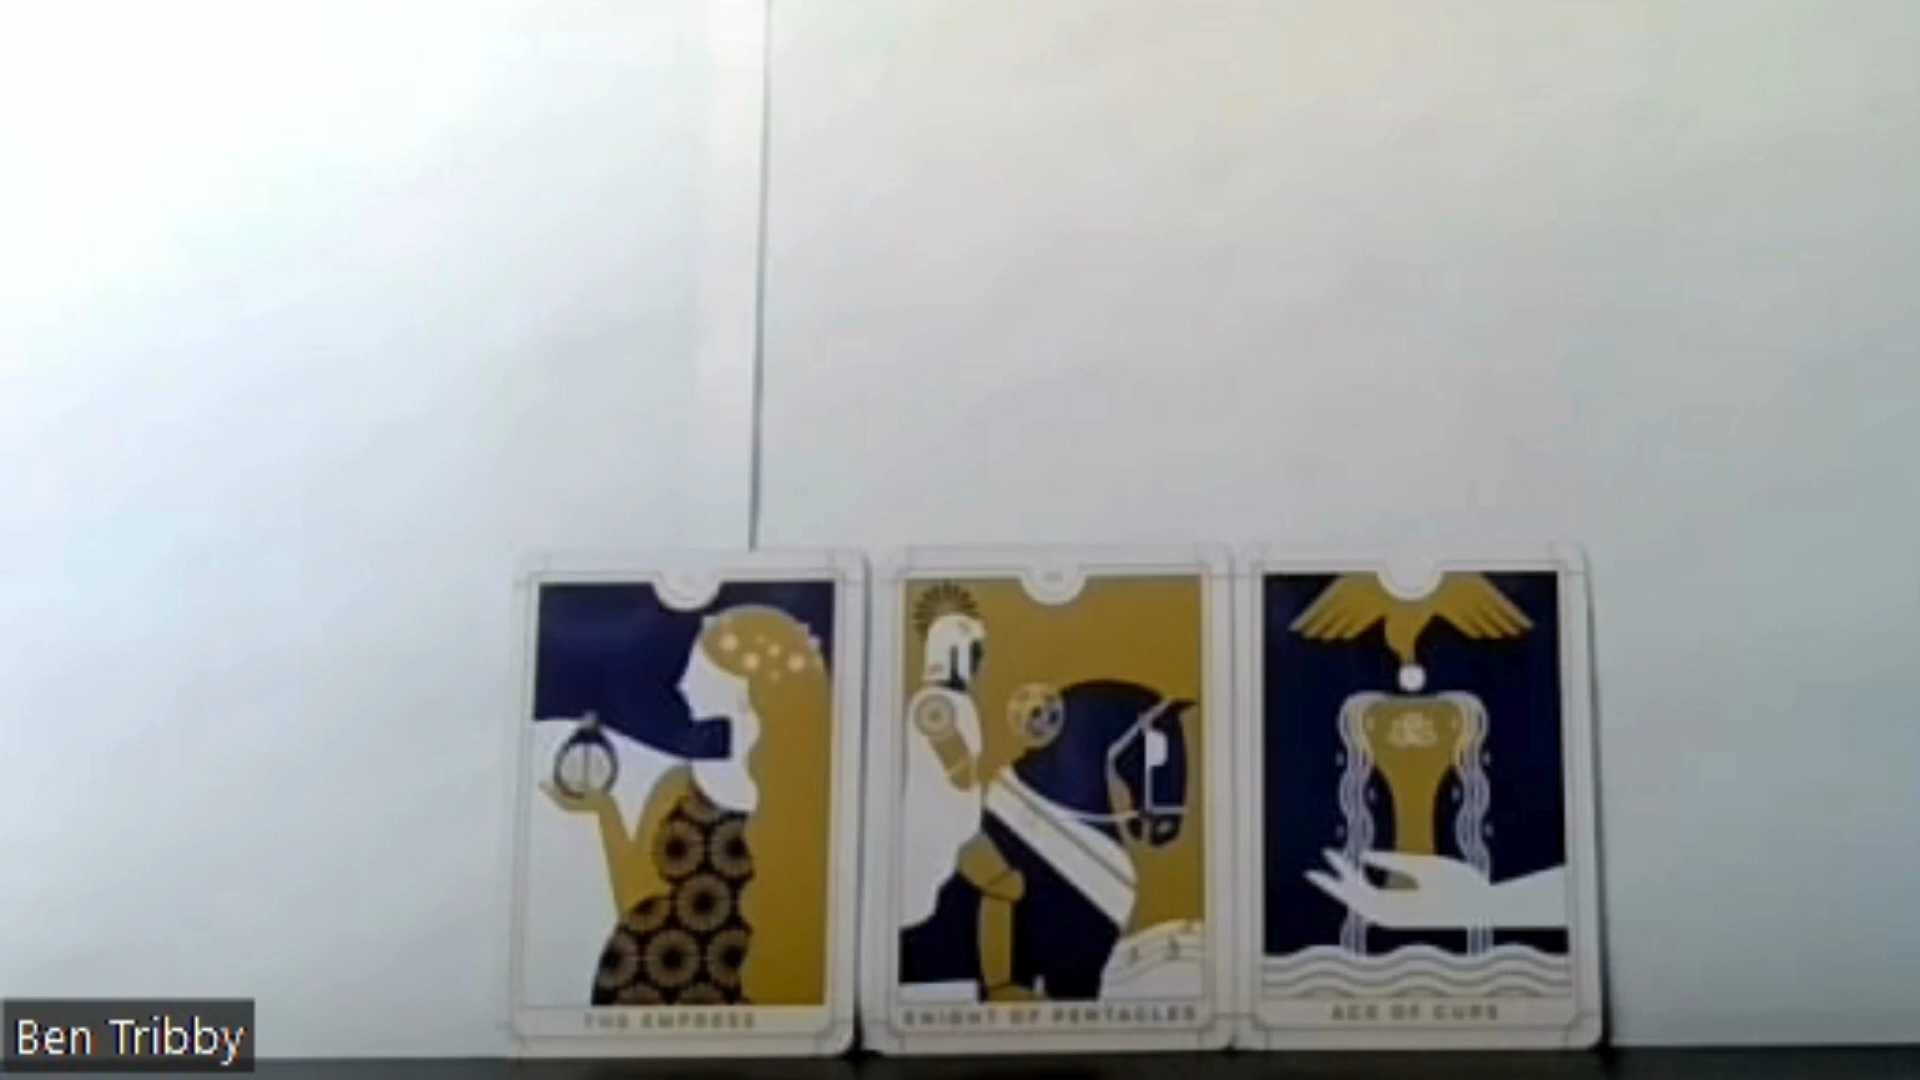 THE EMPRESS
KNIGHT OF PENTACLES
ACE OF CUPS
Ben Tribby